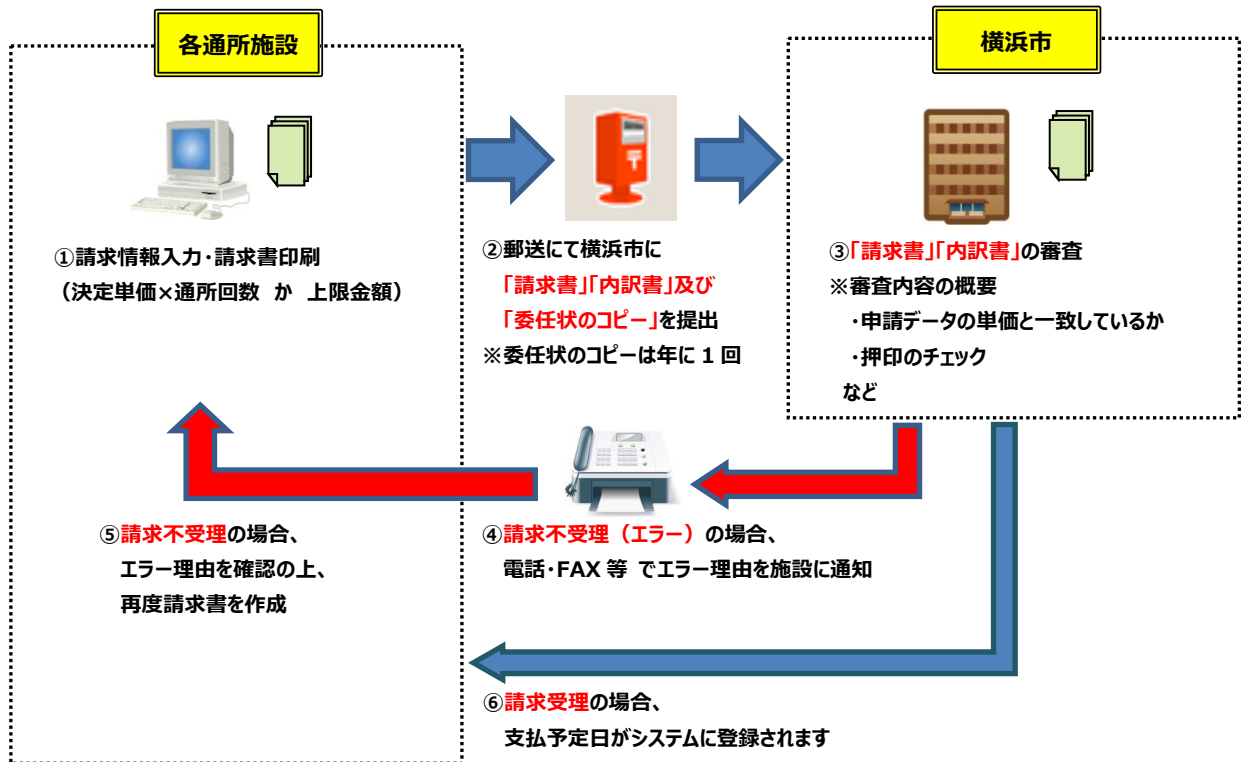 各通所施設
横浜市
①請求情報入力・請求書印刷
（決定単価×通所回数 か 上限金額）
②郵送にて横浜市に
「請求書」「内訳書」及び
「委任状のコピー」を提出
※委任状のコピーは年に 1 回
③「請求書」「内訳書」の審査
※審査内容の概要
・申請データの単価と一致しているか
・押印のチェック
など
⑤請求不受理の場合、
エラー理由を確認の上、
再度請求書を作成
④請求不受理（エラー）の場合、
電話・FAX 等 でエラー理由を施設に通知
⑥請求受理の場合、
支払予定日がシステムに登録されます